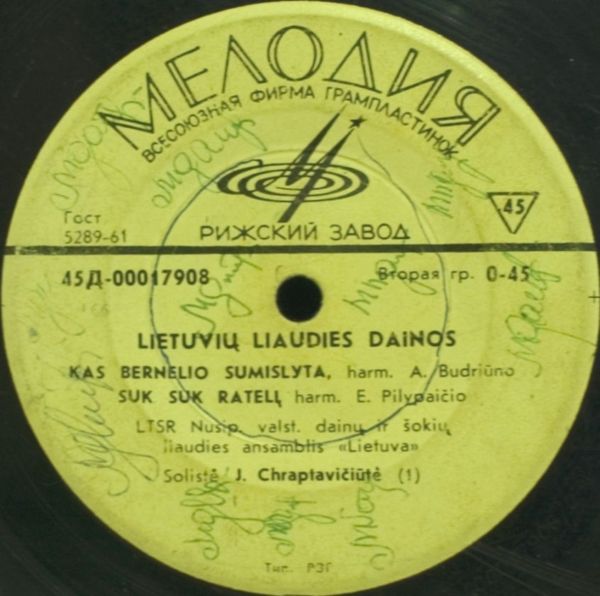 МЕЛОДИЯ
ВСЕСОЮЗНАЯ ФИРМА ГРАМПЛАСТИНОК
45
Гост
5289-61
РИЖСКИЙ ЗАВОД
45Д-00017908
Вторая гр. 0-45
LIETUVIŲ LIAUDIES DAINOS
KAS BERNELIO SUMISLYTA, harm. A. Budriūno
SUK SUK RATELĮ harm. E. Pilypaičio
LTSR Nusip. valst. dainų ir šokių
liaudies ansamblis «Lietuva»
Solistė J. Chraptavičiūtė (1)
Тип. РЗГ